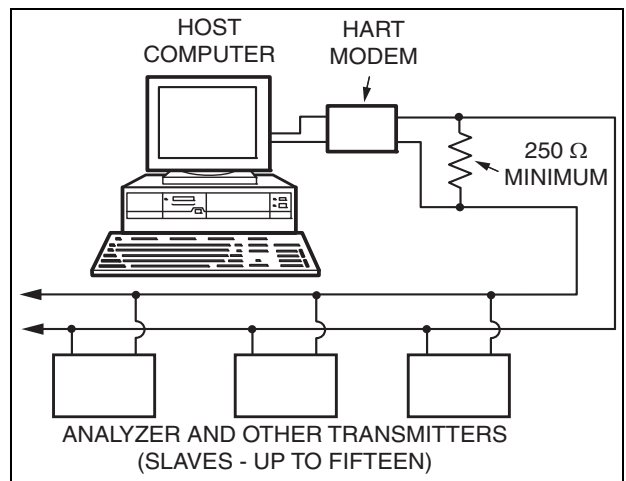 HOST
COMPUTER
HART
MODEM
250 Ω
MINIMUM
ANALYZER AND OTHER TRANSMITTERS
(SLAVES - UP TO FIFTEEN)